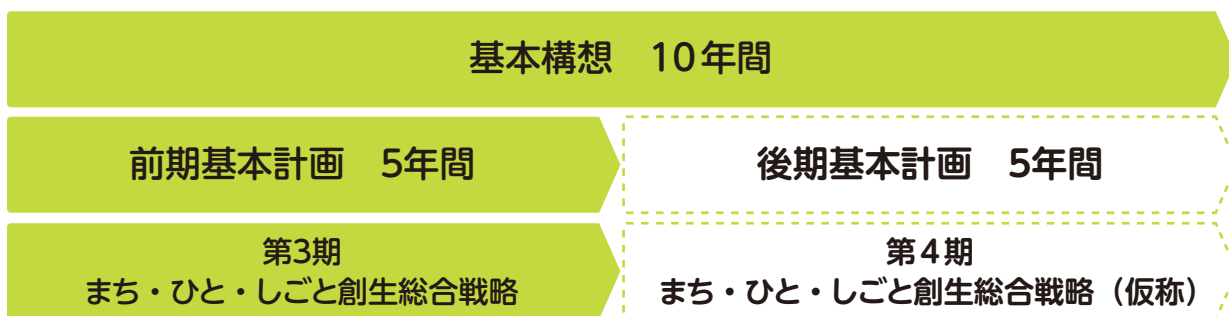 基本構想　10年間
前期基本計画　5年間
後期基本計画　5年間
第3期
まち・ひと・しごと創生総合戦略
第４期
まち・ひと・しごと創生総合戦略（仮称）